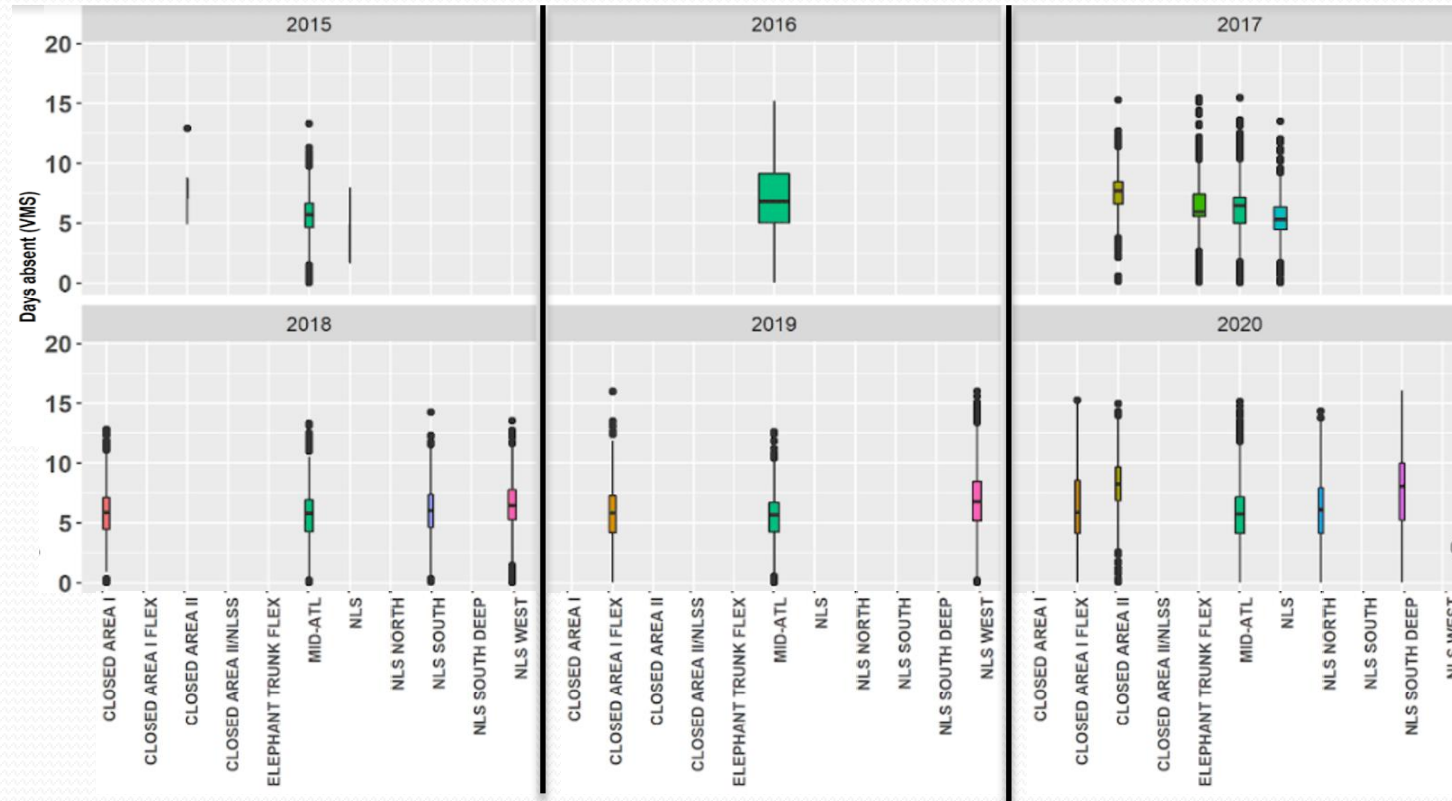 2015
2016
2017
20
15
10
5
0
Days absent (VMS)
2018
2019
2020
20
15
10
5
0
CLOSED AREA I
CLOSED AREA I FLEX
CLOSED AREA II
CLOSED AREA II/NLSS
ELEPHANT TRUNK FLEX
MID-ATL
NLS
NLS NORTH
NLS SOUTH
NLS SOUTH DEEP
NLS WEST
CLOSED AREA I
CLOSED AREA I FLEX
CLOSED AREA II
CLOSED AREA II/NLSS
ELEPHANT TRUNK FLEX
MID-ATL
NLS
NLS NORTH
NLS SOUTH
NLS SOUTH DEEP
NLS WEST
CLOSED AREA I
CLOSED AREA I FLEX
CLOSED AREA II
CLOSED AREA II/NLSS
ELEPHANT TRUNK FLEX
MID-ATL
NLS
NLS NORTH
NLS SOUTH
NLS SOUTH DEEP